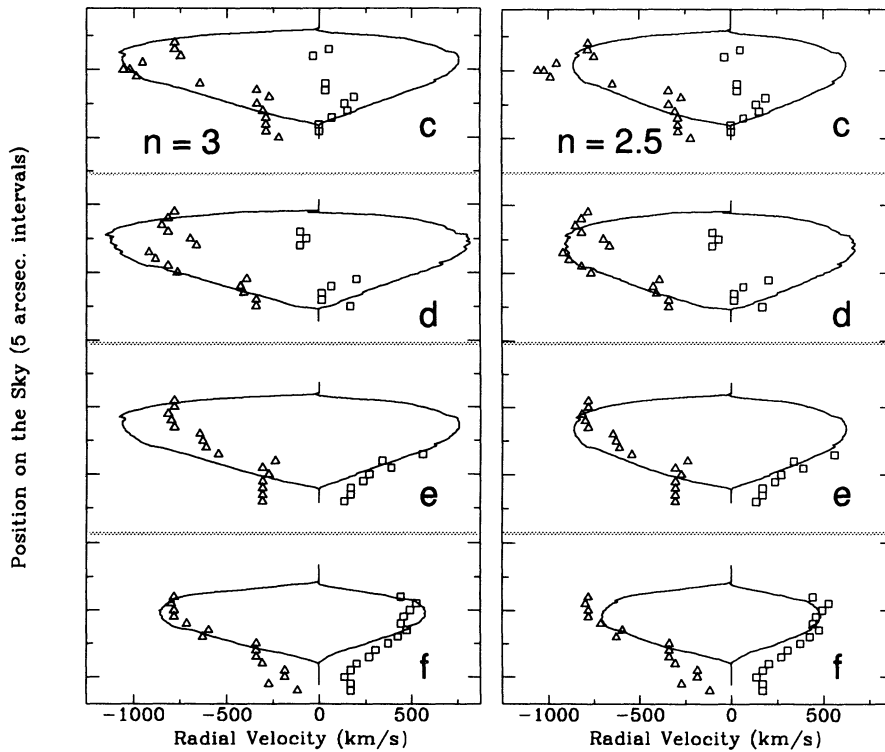 Position on the Sky (5 arcsec. intervals)
n = 3
c
d
e
f
n = 2.5
c
d
e
f
-1000 -500 0 500
Radial Velocity (km/s)
-1000 -500 0 500
Radial Velocity (km/s)